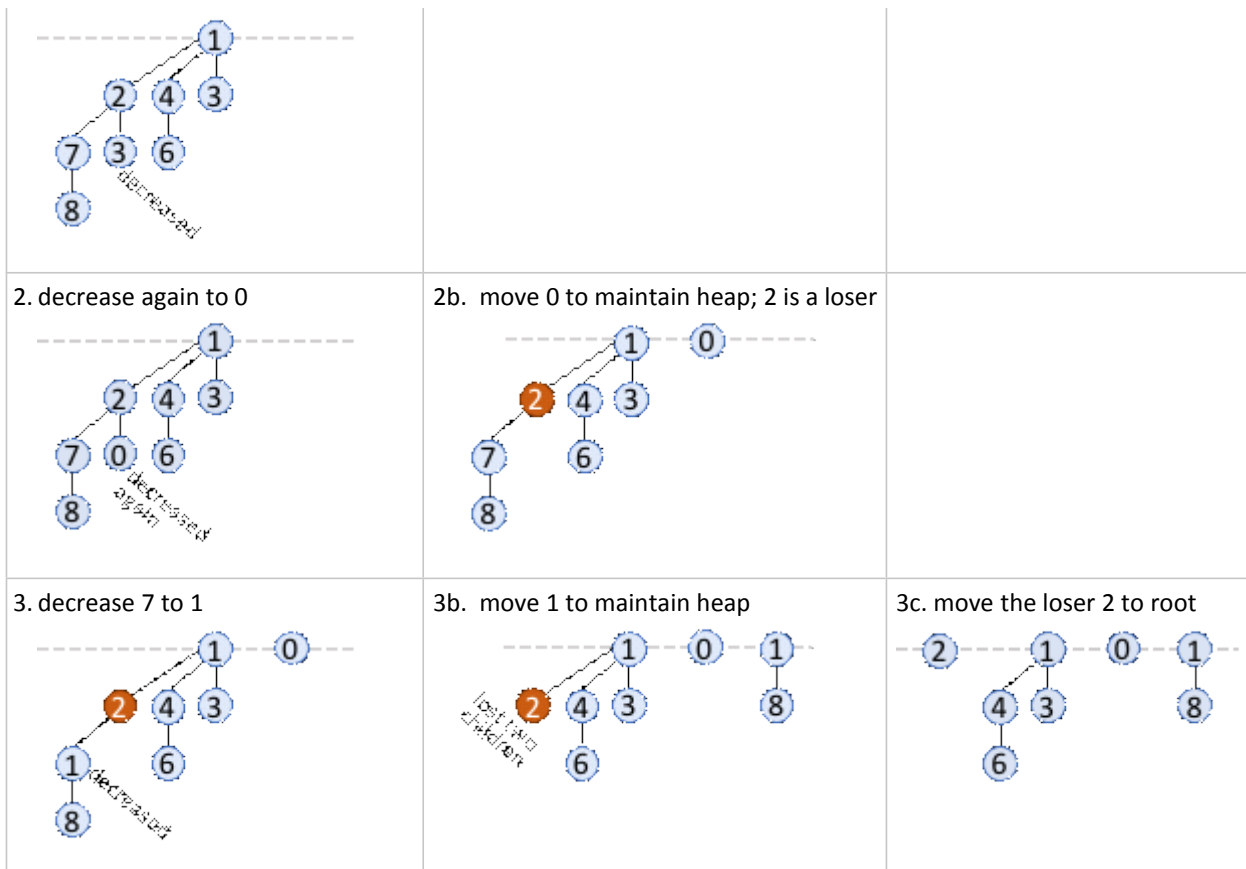 1
2 4 3
7 3 6
decreased
8
2. decrease again to 0
1
2 4 3
7 0 6
decreased
again
8
2b. move 0 to maintain heap; 2 is a loser
1 0
2 4 3
7 6
8
3. decrease 7 to 1
1 0
2 4 3
1 6
decreased
8
3b. move 1 to maintain heap
1 0 1
2 4 3 8
lost two
children
6
3c. move the loser 2 to root
2 1 0 1
4 3 8
6